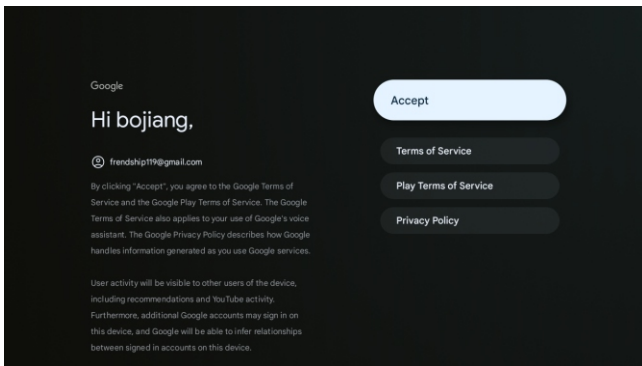 Google
Hi bojiang,
frendship119@gmail.com
By clicking "Accept", you agree to the Google Terms of
Service and the Google Play Terms of Service. The Google
Terms of Service also applies to your use of Google's voice
assistant. The Google Privacy Policy describes how Google
handles information generated as you use Google services.
User activity will be visible to other users of the device,
including recommendations and YouTube activity.
Furthermore, additional Google accounts may sign in on
this device, and Google will be able to infer relationships
between signed in accounts on this device.
Accept
Terms of Service
Play Terms of Service
Privacy Policy